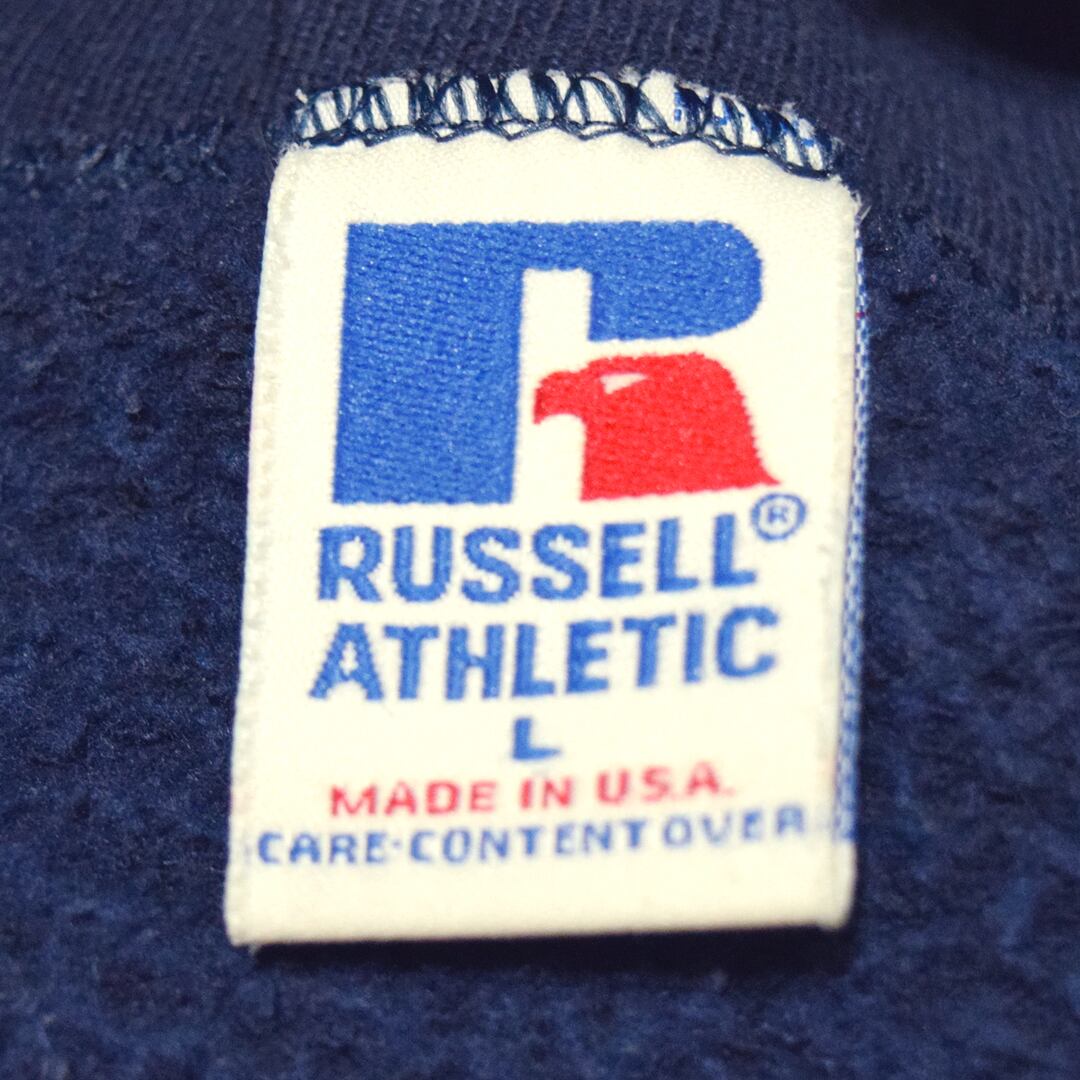 R
RUSSELL®
ATHLETIC
L
MADE IN U.S.A.
CARE·CONTENT OVER